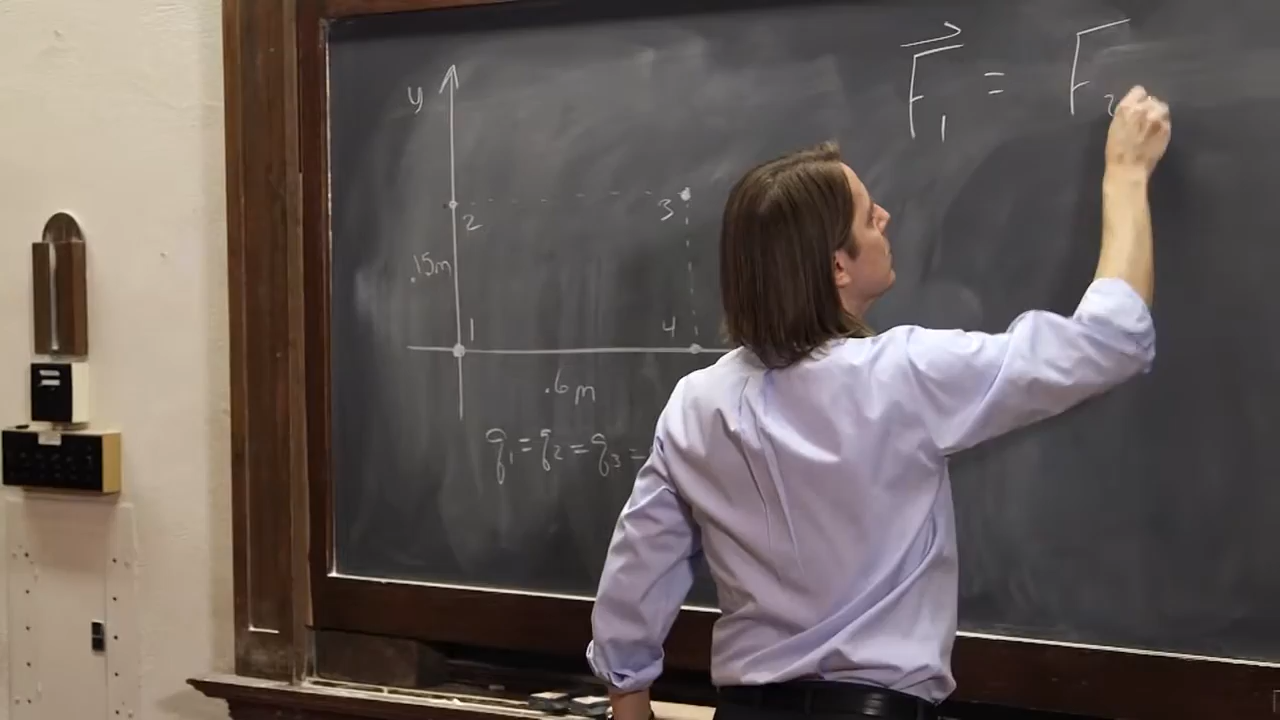 y
F₁ = F₂
2
3
.15m
1
4
.6m
q₁ = q₂ = q₃ =